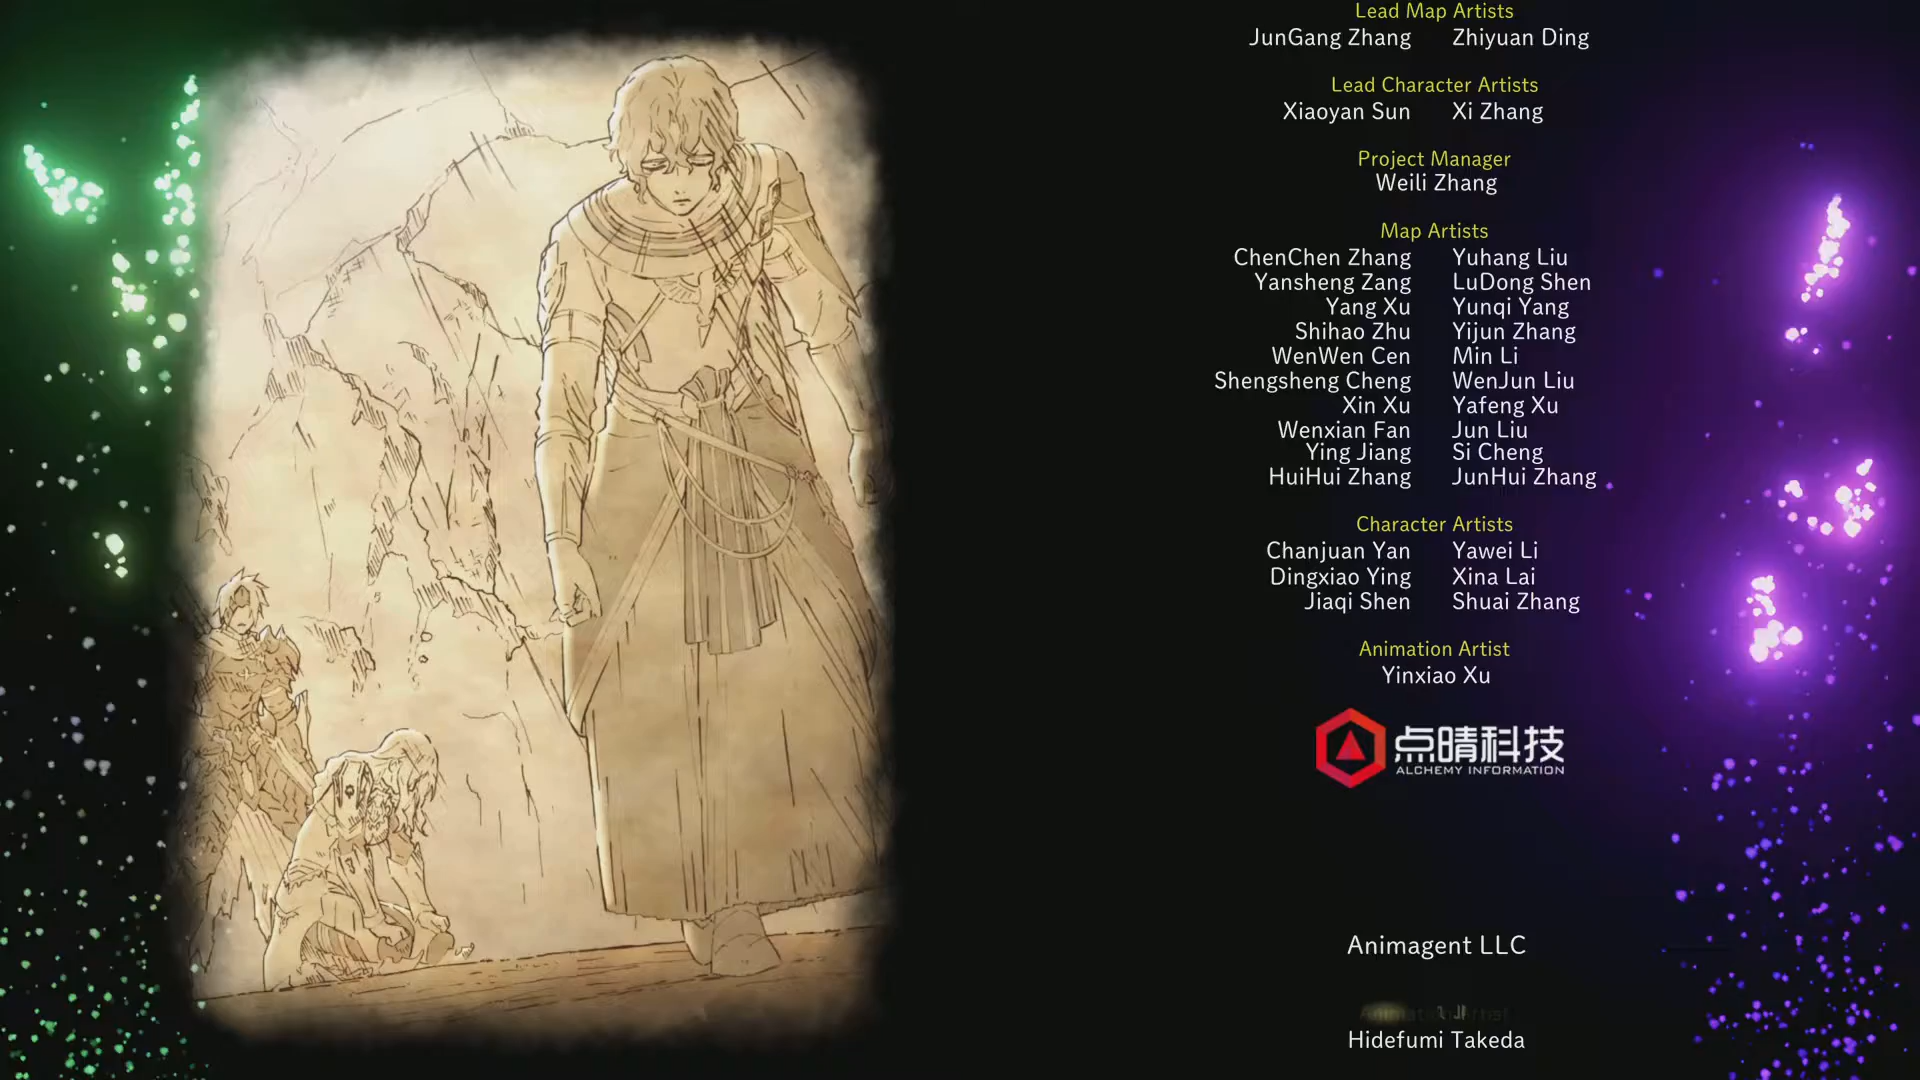 Lead Map Artists
JunGang Zhang Zhiyuan Ding
Lead Character Artists
Xiaoyan Sun Xi Zhang
Project Manager
Weili Zhang
Map Artists
ChenChen Zhang Yuhang Liu
Yansheng Zang LuDong Shen
Yang Xu Yunqi Yang
Shihao Zhu Yijun Zhang
WenWen Cen Min Li
Shengsheng Cheng WenJun Liu
Xin Xu Yafeng Xu
Wenxian Fan Jun Liu
Ying Jiang Si Cheng
HuiHui Zhang JunHui Zhang
Character Artists
Chanjuan Yan Yawei Li
Dingxiao Ying Xina Lai
Jiaqi Shen Shuai Zhang
Animation Artist
Yinxiao Xu
点晴科技
ALCHEMY INFORMATION
Animagent LLC
Hidefumi Takeda